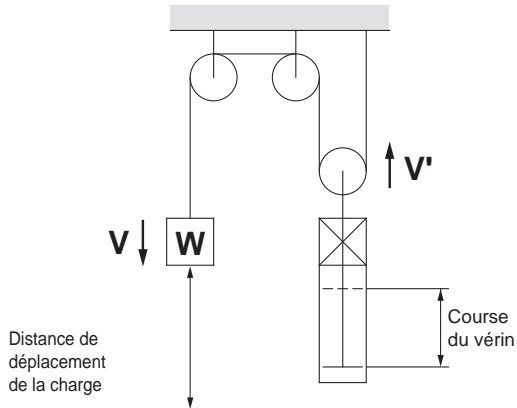 V'
V
W
Distance de
déplacement
de la charge
Course
du vérin